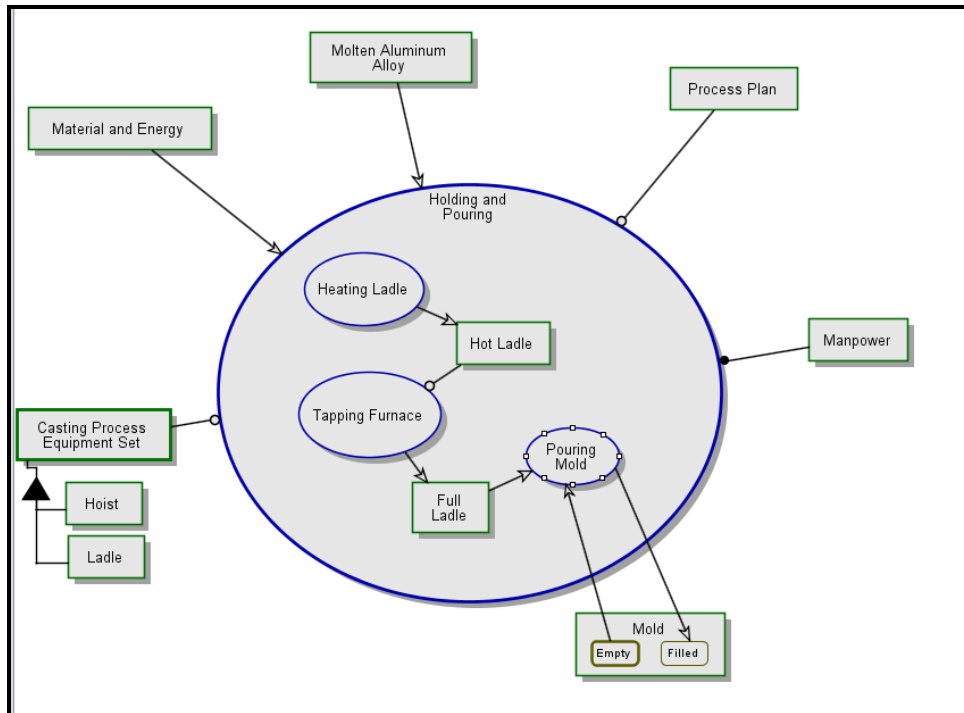 Molten Aluminum
Alloy
Process Plan
Material and Energy
Holding and
Pouring
Heating Ladle
Hot Ladle
Manpower
Tapping Furnace
Casting Process
Equipment Set
Pouring
Mold
Hoist
Full
Ladle
Ladle
Mold
Empty
Filled